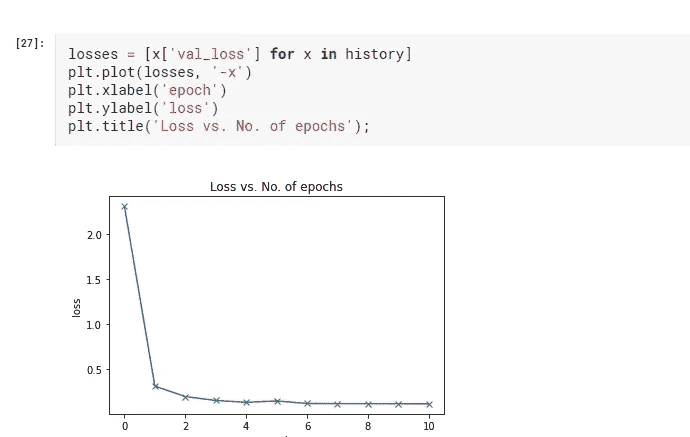 [27]:
losses = [x['val_loss'] for x in history]
plt.plot(losses, '-x')
plt.xlabel('epoch')
plt.ylabel('loss')
plt.title('Loss vs. No. of epochs');
Loss vs. No. of epochs
2.0
1.5
1.0
0.5
loss
0 2 4 6 8 10